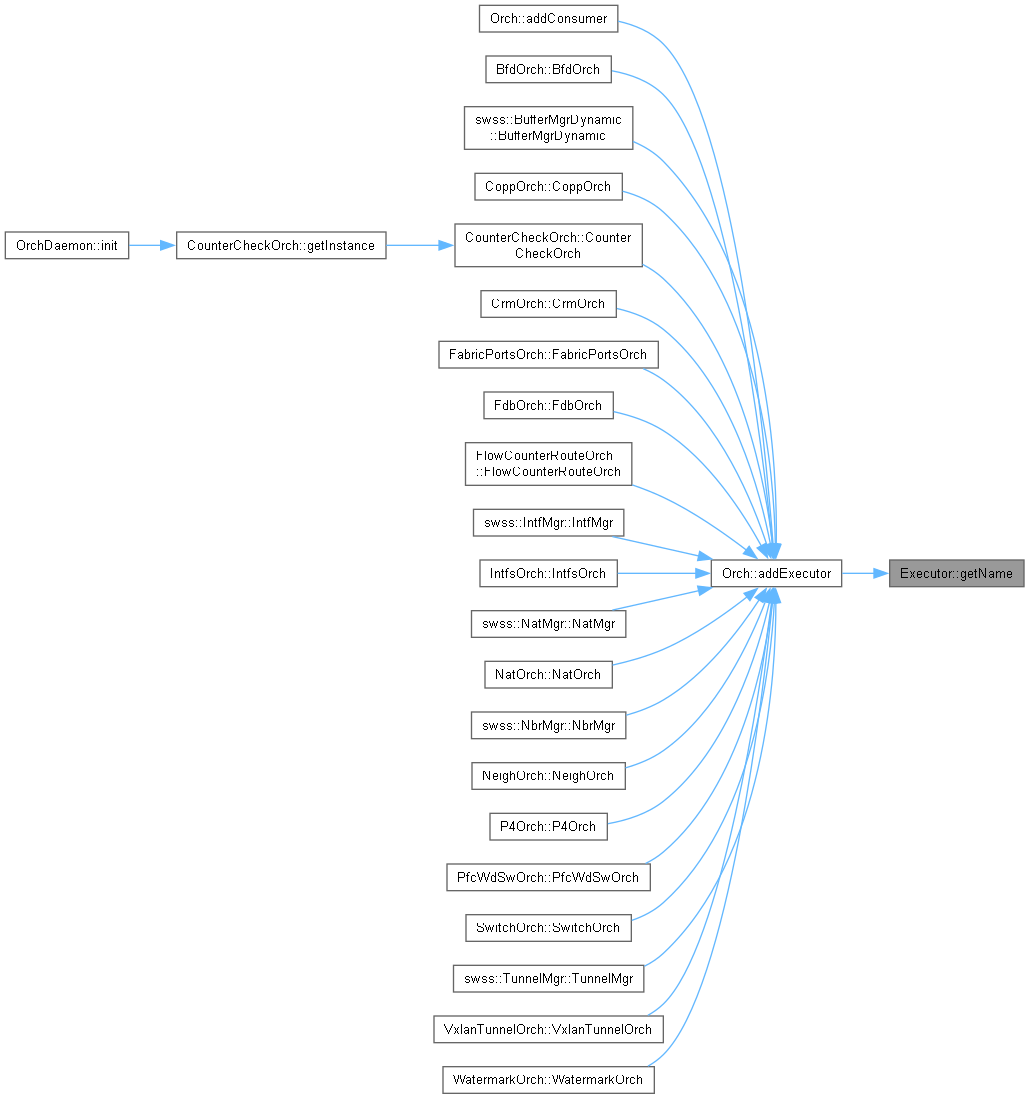 Orch::addConsumer
BfdOrch::BfdOrch
swss::BufferMgrDynamic
::BufferMgrDynamic
CoppOrch::CoppOrch
OrchDaemon::init
CounterCheckOrch::getInstance
CounterCheckOrch::Counter
CheckOrch
CrmOrch::CrmOrch
FabricPortsOrch::FabricPortsOrch
FdbOrch::FdbOrch
FlowCounterRouteOrch
::FlowCounterRouteOrch
swss::IntfMgr::IntfMgr
IntfsOrch::IntfsOrch
Orch::addExecutor
Executor::getName
swss::NatMgr::NatMgr
NatOrch::NatOrch
swss::NbrMgr::NbrMgr
NeighOrch::NeighOrch
P4Orch::P4Orch
PfcWdSwOrch::PfcWdSwOrch
SwitchOrch::SwitchOrch
swss::TunnelMgr::TunnelMgr
VxlanTunnelOrch::VxlanTunnelOrch
WatermarkOrch::WatermarkOrch